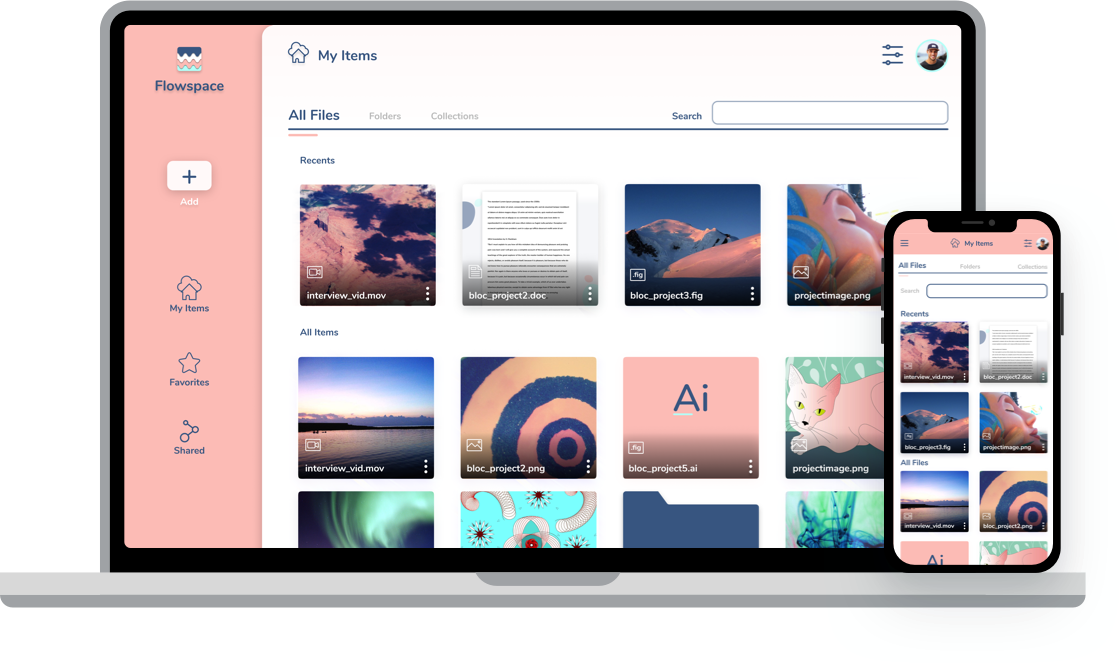 My Items
Flowspace
All Files
Folders
Collections
Search
Recents
Add
.fig
interview_vid.mov
bloc_project2.doc
bloc_project3.fig
projectimage.png
My Items
All Items
Favorites
Ai
.fig
Shared
interview_vid.mov
bloc_project2.png
bloc_project5.ai
projectimage.png
My Items
All Files
Folders
Collections
Search
Recents
interview_vid.mov
bloc_project2.doc
.fig
bloc_project3.fig
projectimage.png
All Files
interview_vid.mov
bloc_project2.png
Ai